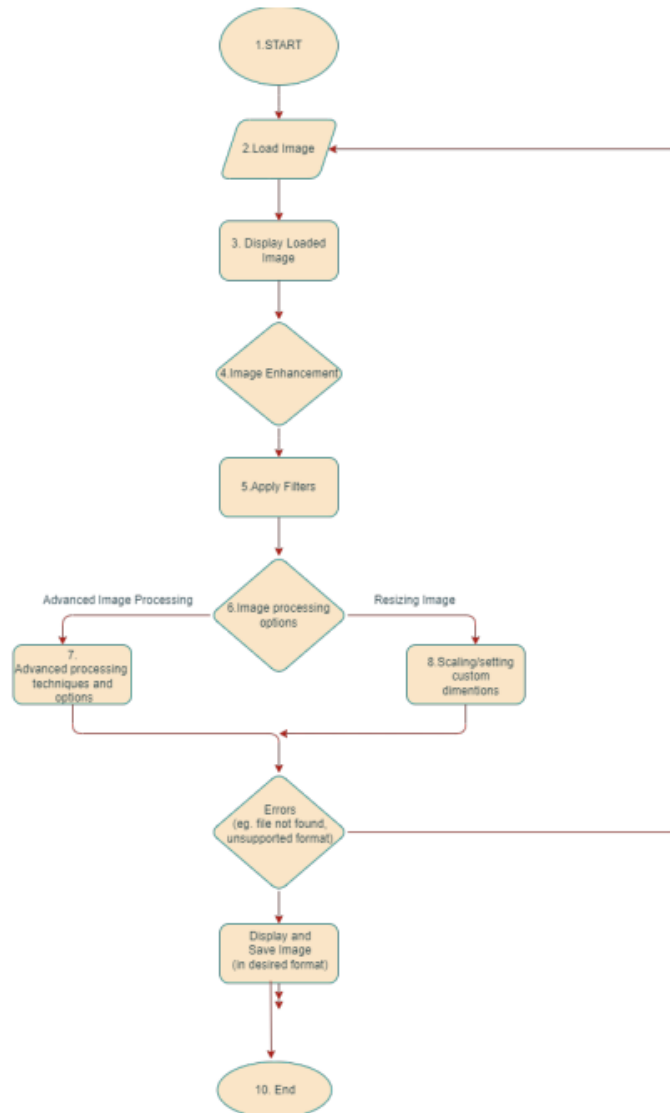 1.START
2.Load Image
3. Display Loaded
Image
4.Image Enhancement
5.Apply Filters
Advanced Image Processing
6.Image processing
options
Resizing Image
7.
Advanced processing
techniques and
options
8.Scaling/setting
custom
dimentions
Errors
(eg. file not found,
unsupported format)
Display and
Save Image
(in desired format)
10. End